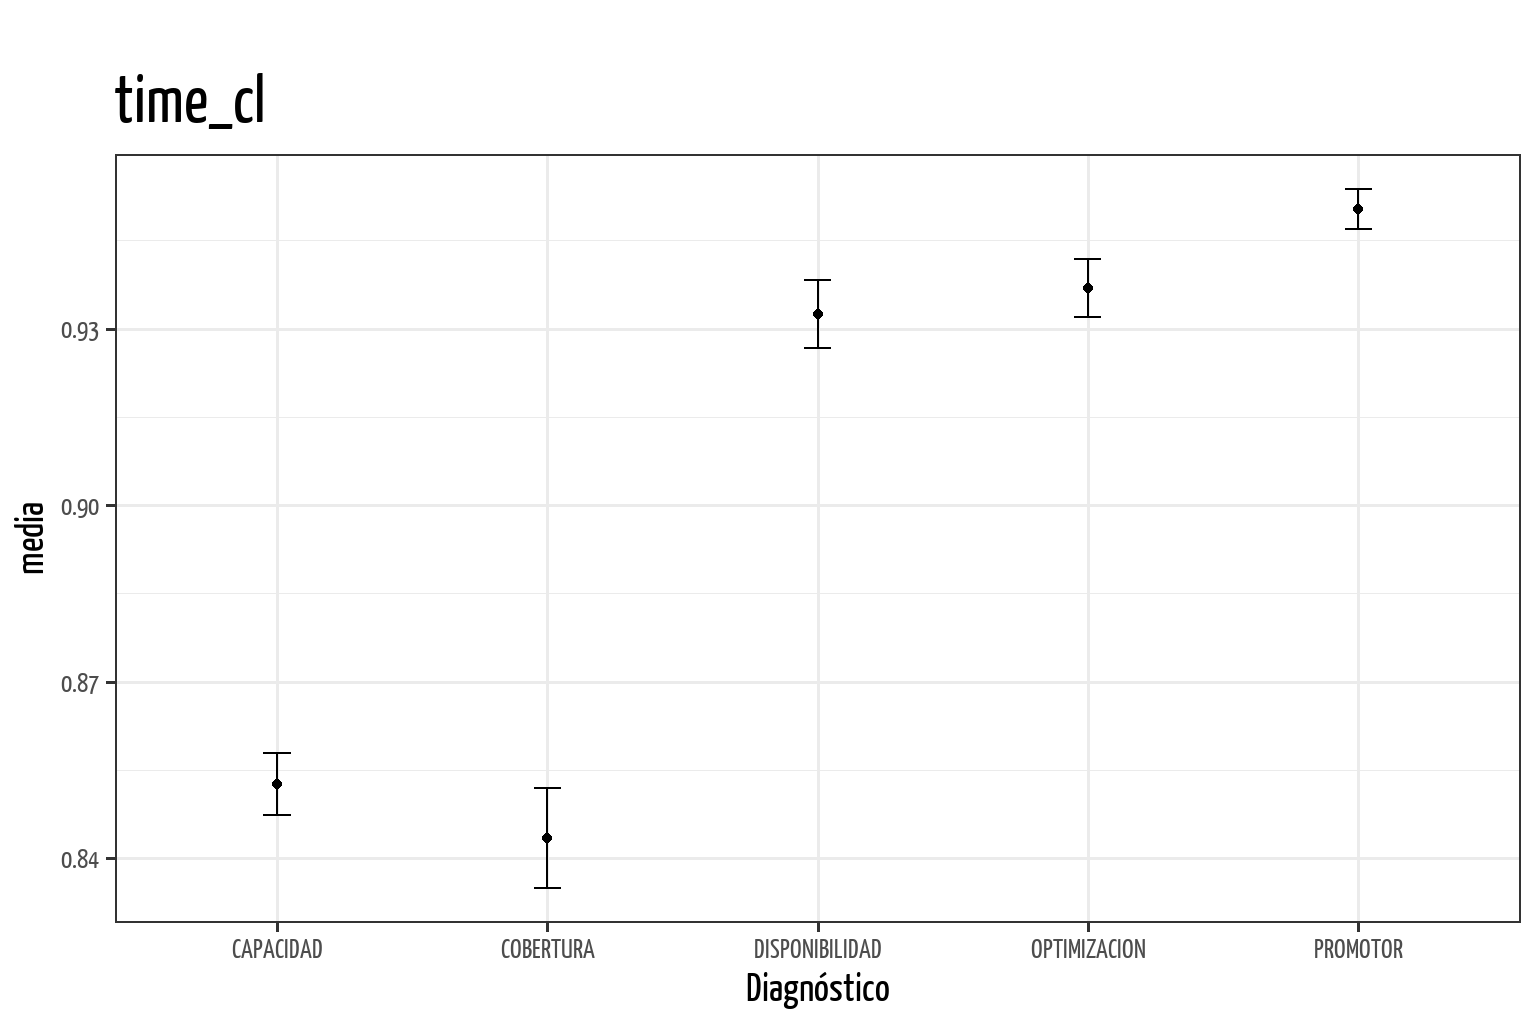 time_cl
media
0.93
0.90
0.87
0.84
CAPACIDAD COBERTURA DISPONIBILIDAD OPTIMIZACION PROMOTOR
Diagnóstico